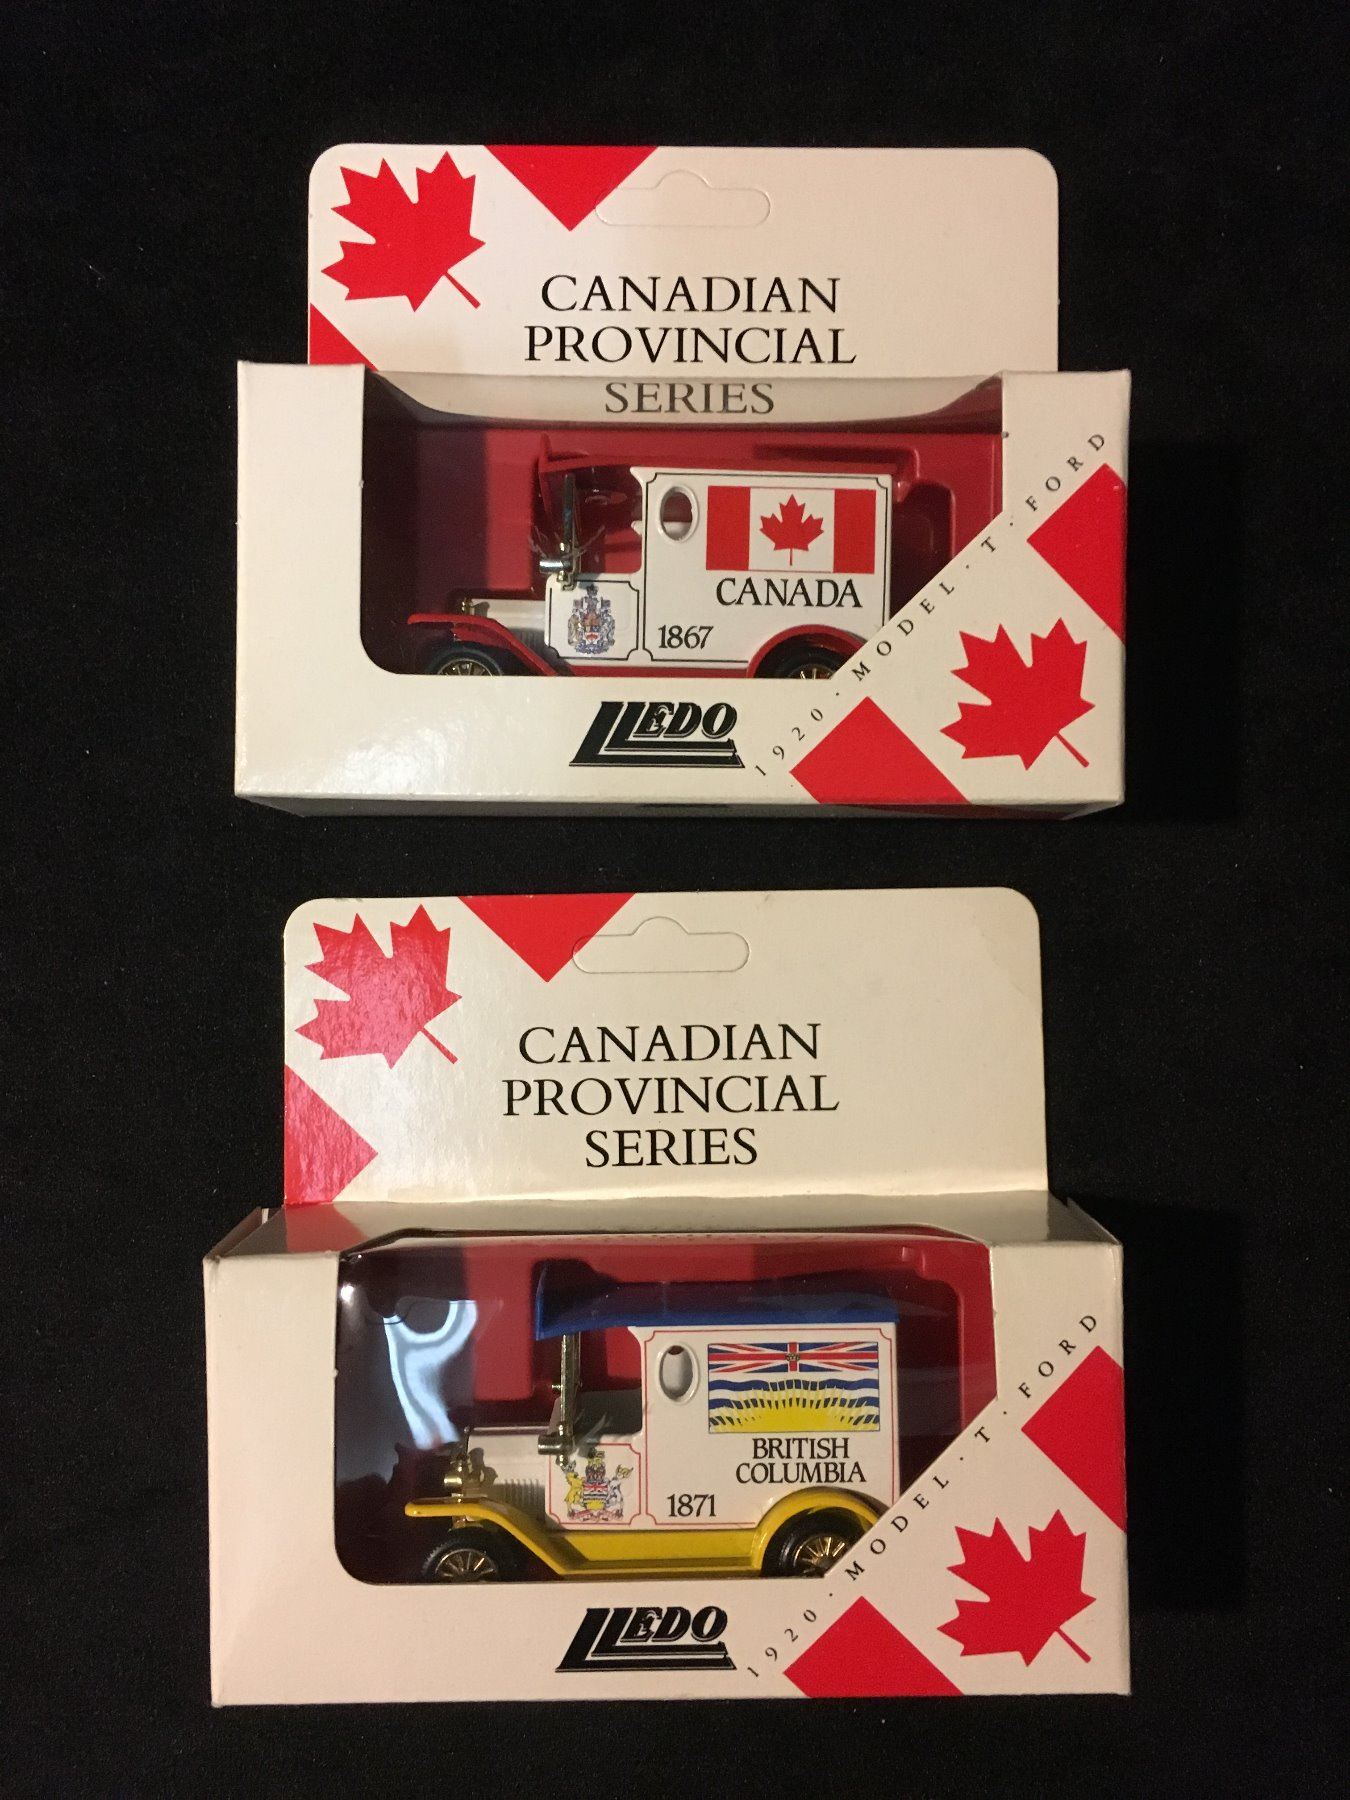 CANADIAN
PROVINCIAL
SERIES
CANADA
1867
LLEDO
1920 · MODEL · T · FORD
CANADIAN
PROVINCIAL
SERIES
BRITISH
COLUMBIA
1871
LLEDO
1920 · MODEL · T · FORD